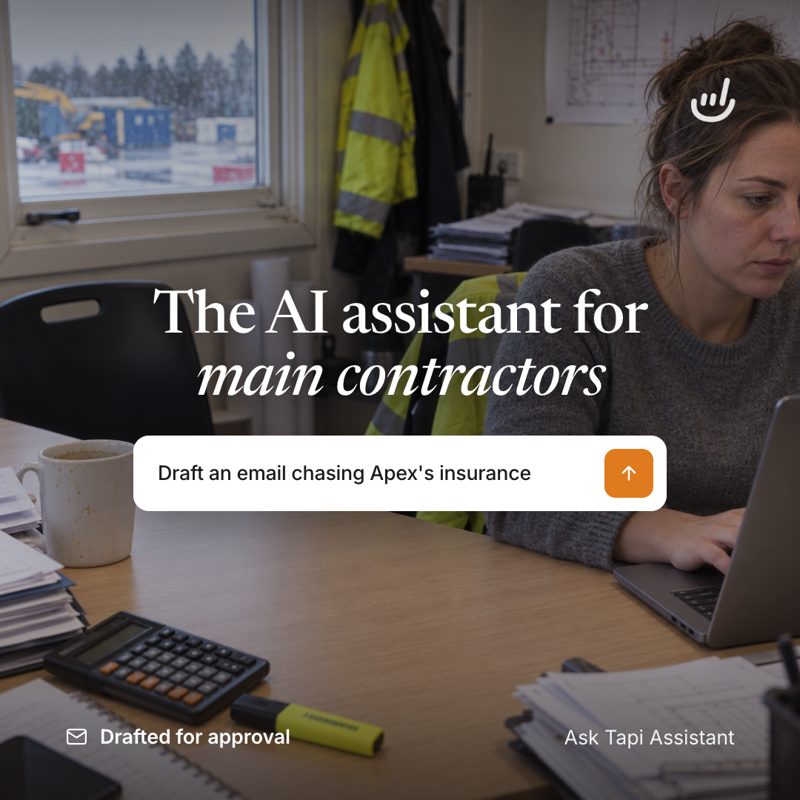 The AI assistant for
main contractors
Draft an email chasing Apex's insurance
Drafted for approval
Ask Tapi Assistant